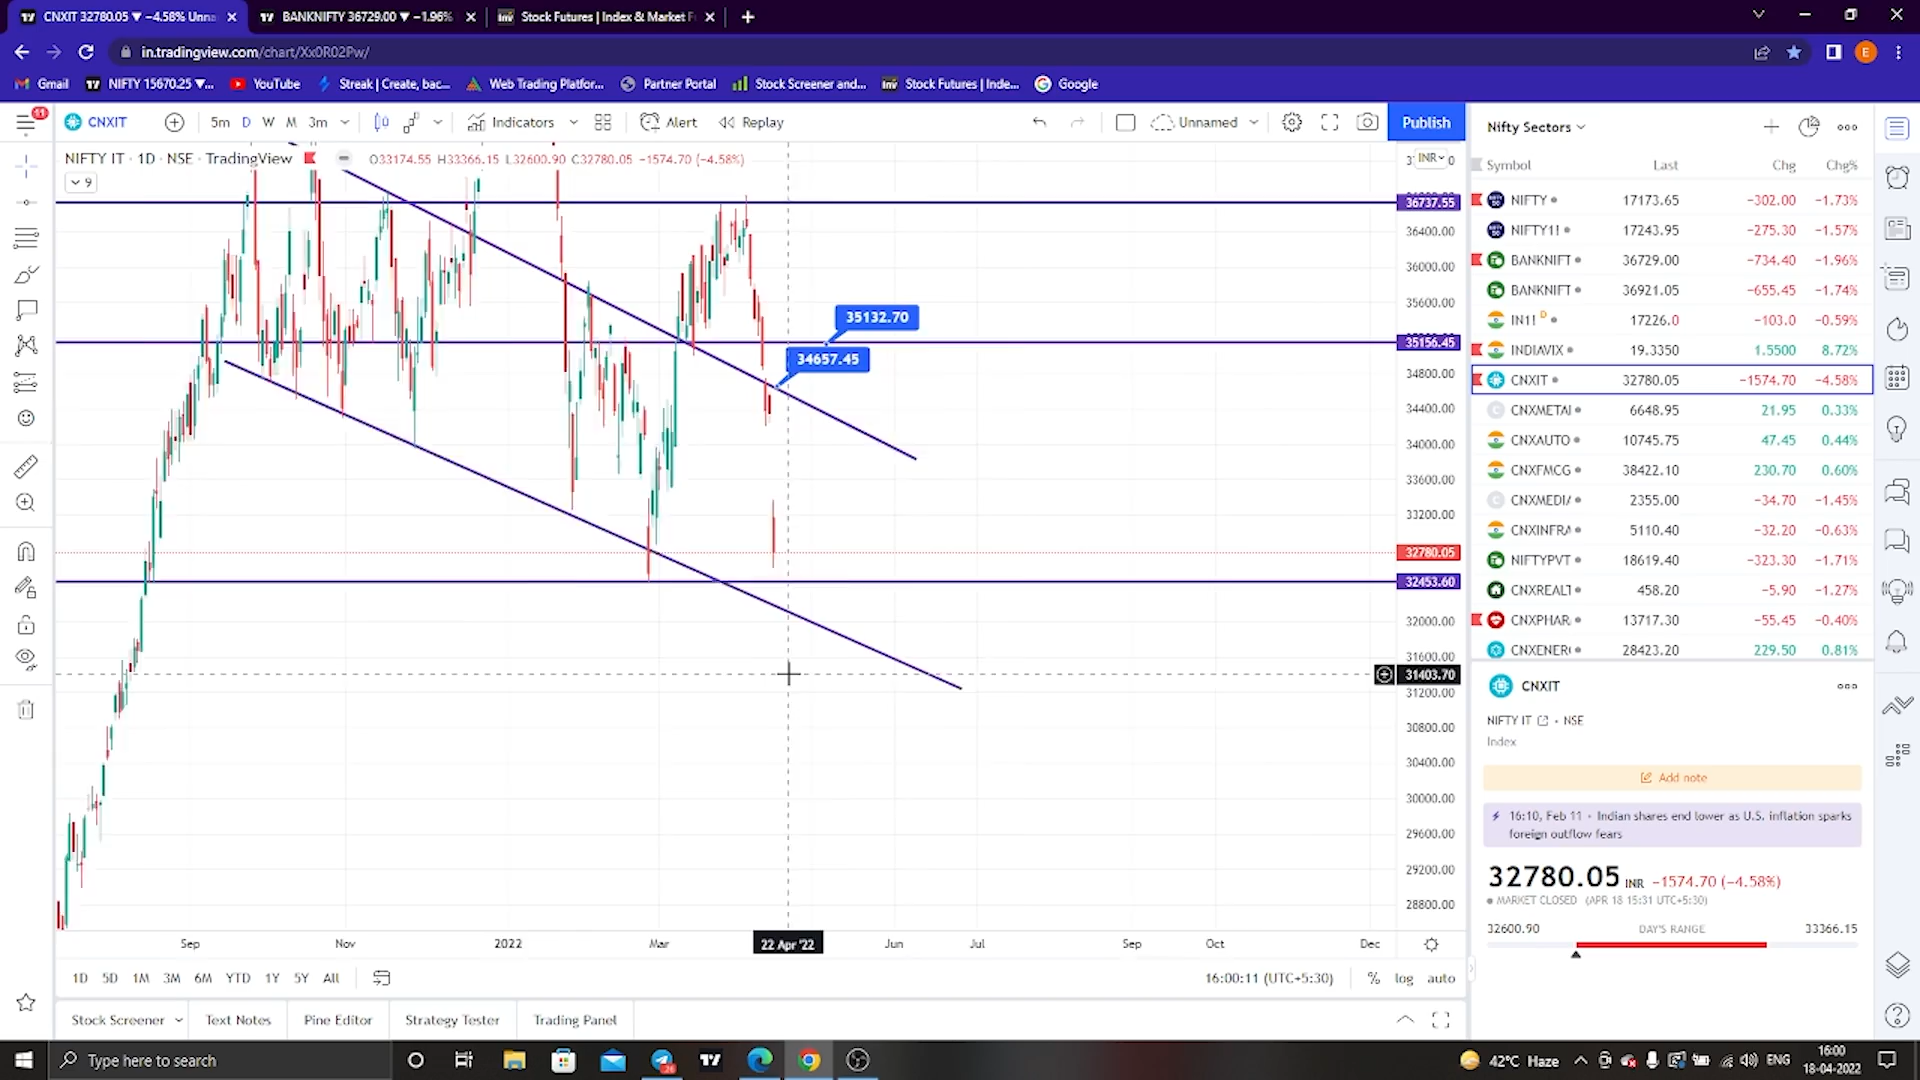 CNXIT 32780.05 ▼ −4.58% Unna
BANKNIFTY 36729.00 ▼ −1.96%
Stock Futures | Index & Market F
in.tradingview.com/chart/Xx0R02Pw/
E
Gmail
NIFTY 15670.25 ▼...
YouTube
Streak | Create, bac...
Web Trading Platfor...
Partner Portal
Stock Screener and...
Stock Futures | Inde...
Google
CNXIT
5m D W M 3m
Indicators
Alert
Replay
Unnamed
Publish
NIFTY IT · 1D · NSE · TradingView
O33174.55 H33366.15 L32600.90 C32780.05 −1574.70 (−4.58%)
9
INR
36737.55
36400.00
36000.00
35600.00
35156.45
34800.00
34400.00
34000.00
33600.00
33200.00
32780.05
32453.60
32000.00
31600.00
31403.70
31200.00
30800.00
30400.00
30000.00
29600.00
29200.00
28800.00
35132.70
34657.45
Sep Nov 2022 Mar 22 Apr '22 Jun Jul Sep Oct Dec
1D 5D 1M 3M 6M YTD 1Y 5Y All
16:00:11 (UTC+5:30)
% log auto
Stock Screener
Text Notes
Pine Editor
Strategy Tester
Trading Panel
Nifty Sectors
Symbol Last Chg Chg%
NIFTY 17173.65 −302.00 −1.73%
NIFTY1! 17243.95 −275.30 −1.57%
BANKNIFT 36729.00 −734.40 −1.96%
BANKNIFT 36921.05 −655.45 −1.74%
IN1! D 17226.0 −103.0 −0.59%
INDIAVIX 19.3350 1.5500 8.72%
CNXIT 32780.05 −1574.70 −4.58%
CNXMETAI 6648.95 21.95 0.33%
CNXAUTO 10745.75 47.45 0.44%
CNXFMCG 38422.10 230.70 0.60%
CNXMEDI/ 2355.00 −34.70 −1.45%
CNXINFRA 5110.40 −32.20 −0.63%
NIFTYPVT 18619.40 −323.30 −1.71%
CNXREALT 458.20 −5.90 −1.27%
CNXPHAR 13717.30 −55.45 −0.40%
CNXENER 28423.20 229.50 0.81%
CNXIT
NIFTY IT · NSE
Index
Add note
16:10, Feb 11 • Indian shares end lower as U.S. inflation sparks
foreign outflow fears
32780.05 INR −1574.70 (−4.58%)
MARKET CLOSED (APR 18 15:31 UTC+5:30)
32600.90 DAY'S RANGE 33366.15
Type here to search
42°C Haze
ENG
16:00
18-04-2022